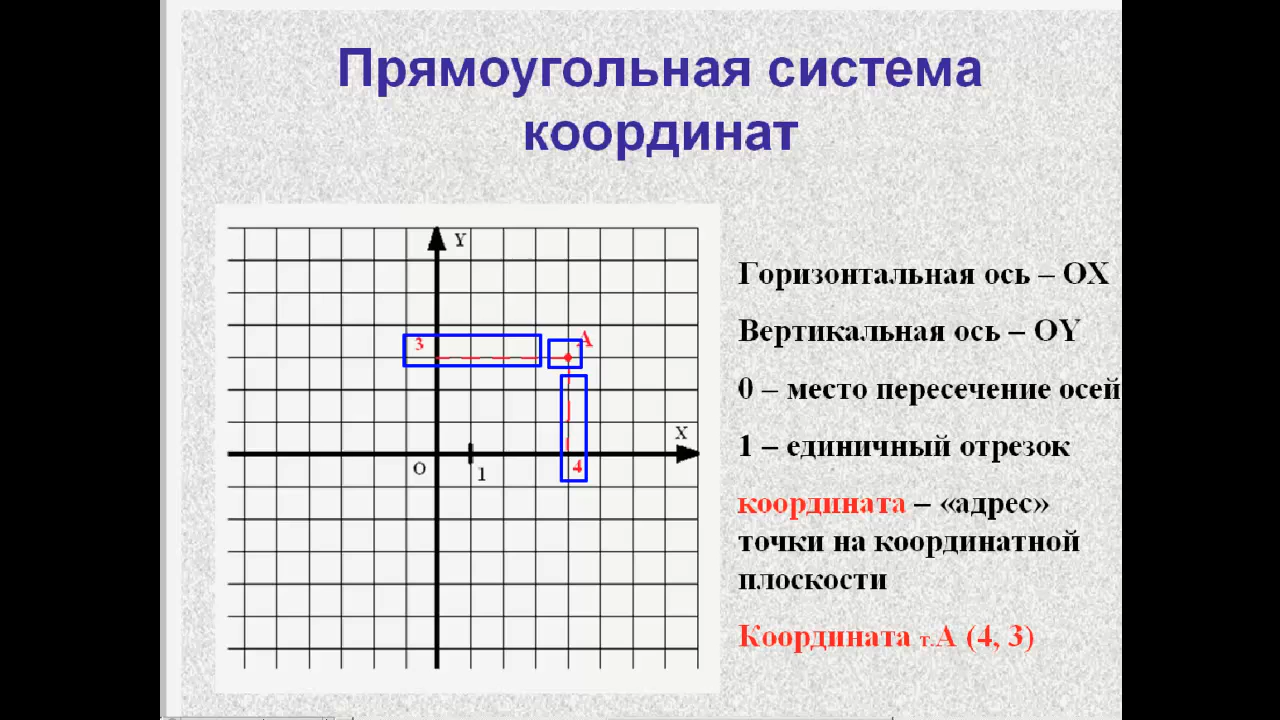 Прямоугольная система
координат
Y
3
A
X
O
1
4
Горизонтальная ось – OX
Вертикальная ось – OY
0 – место пересечение осей
1 – единичный отрезок
координата – «адрес»
точки на координатной
плоскости
Координата т.А (4, 3)